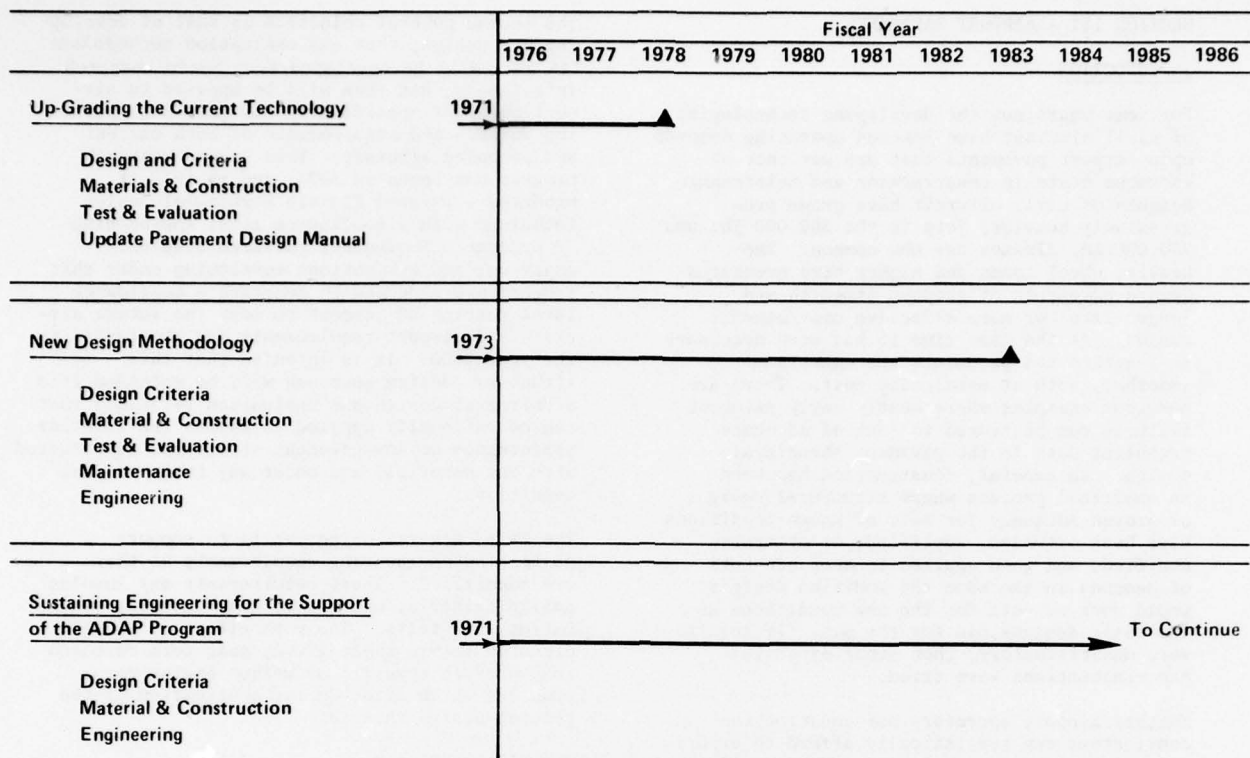 Fiscal Year
1976 1977 1978 1979 1980 1981 1982 1983 1984 1985 1986
Up-Grading the Current Technology 1971
Design and Criteria
Materials & Construction
Test & Evaluation
Update Pavement Design Manual
New Design Methodology 1973
Design Criteria
Material & Construction
Test & Evaluation
Maintenance
Engineering
Sustaining Engineering for the Support
of the ADAP Program 1971
To Continue
Design Criteria
Material & Construction
Engineering